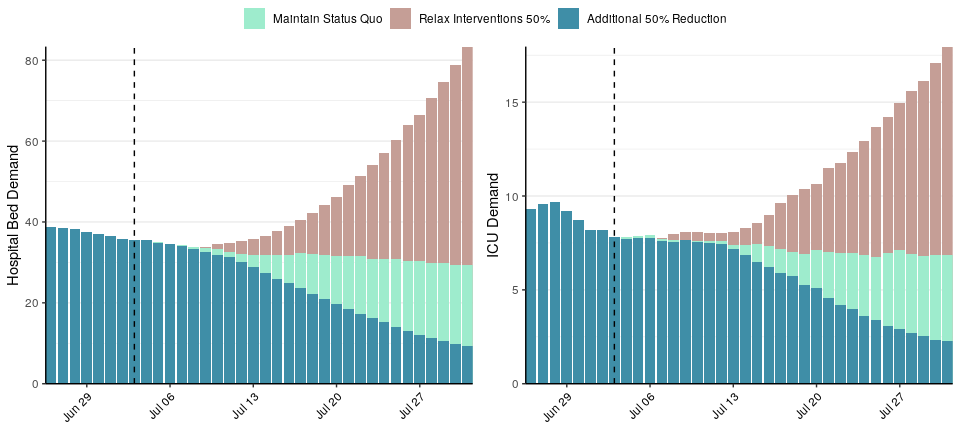 Maintain Status Quo Relax Interventions 50% Additional 50% Reduction
Hospital Bed Demand
80
60
40
20
0
Jun 29 Jul 06 Jul 13 Jul 20 Jul 27
ICU Demand
15
10
5
0
Jun 29 Jul 06 Jul 13 Jul 20 Jul 27